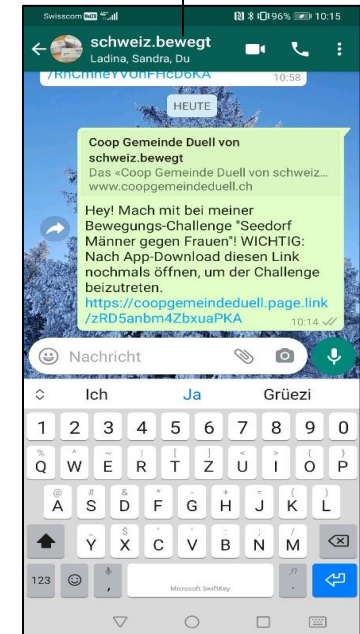 Swisscom 96% 10:15
schweiz.bewegt
Ladina, Sandra, Du
/RhCmneYVUhFHcD6KA
10:58
HEUTE
Coop Gemeinde Duell von
schweiz.bewegt
Das «Coop Gemeinde Duell von schweiz...
www.coopgemeindeduell.ch
Hey! Mach mit bei meiner
Bewegungs-Challenge "Seedorf
Männer gegen Frauen"! WICHTIG:
Nach App-Download diesen Link
nochmals öffnen, um der Challenge
beizutreten.
https://coopgemeindeduell.page.link
/zRD5anbm4ZbxuaPKA 10:14
Nachricht
Ich Ja Grüezi
1 2 3 4 5 6 7 8 9 0
Q W E R T Z U I O P
A S D F G H J K L
Y X C V B N M
123 , Microsoft SwiftKey .